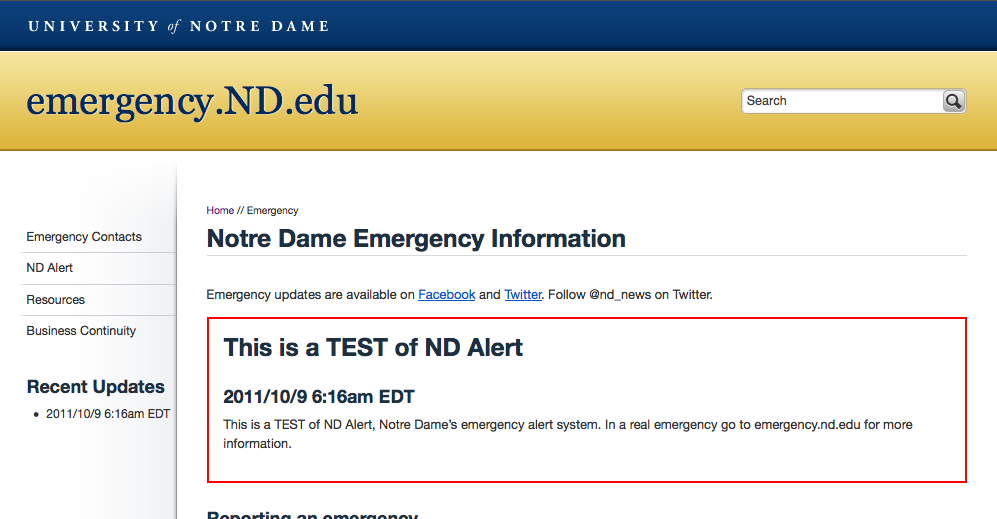 UNIVERSITY of NOTRE DAME
emergency.ND.edu
Search
Home // Emergency
Notre Dame Emergency Information
Emergency Contacts
ND Alert
Resources
Business Continuity
Recent Updates
• 2011/10/9 6:16am EDT
Emergency updates are available on Facebook and Twitter. Follow @nd_news on Twitter.
This is a TEST of ND Alert
2011/10/9 6:16am EDT
This is a TEST of ND Alert, Notre Dame's emergency alert system. In a real emergency go to emergency.nd.edu for more
information.
Reporting an emergency